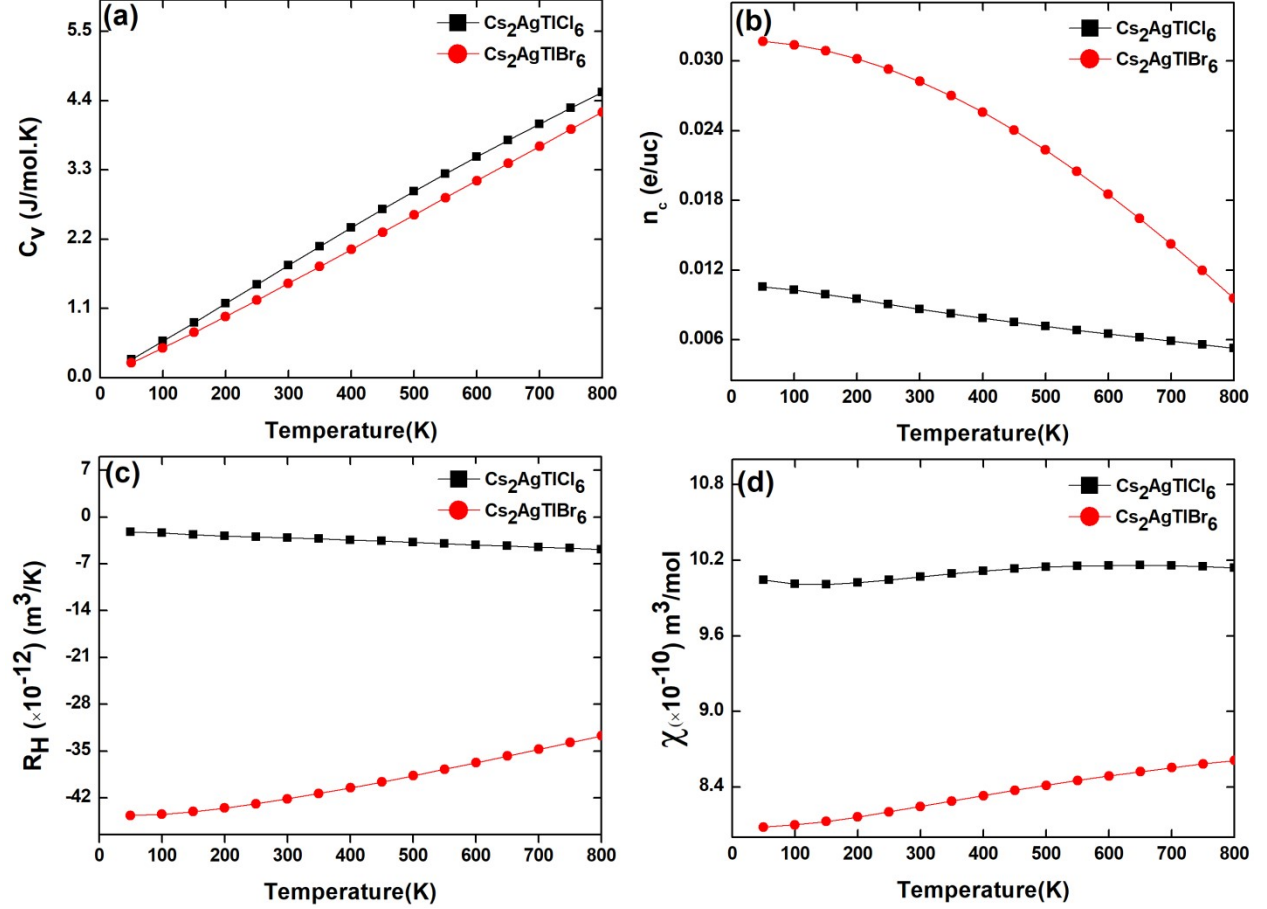 (a)
Cs2AgTlCl6
Cs2AgTlBr6
5.5
4.4
3.3
2.2
1.1
0.0
CV (J/mol.K)
0 100 200 300 400 500 600 700 800
Temperature(K)
(b)
Cs2AgTlCl6
Cs2AgTlBr6
0.030
0.024
0.018
0.012
0.006
nc (e/uc)
0 100 200 300 400 500 600 700 800
Temperature(K)
(c)
Cs2AgTlCl6
Cs2AgTlBr6
7
0
-7
-14
-21
-28
-35
-42
RH (×10-12) (m3/K)
0 100 200 300 400 500 600 700 800
Temperature(K)
(d)
Cs2AgTlCl6
Cs2AgTlBr6
10.8
10.2
9.6
9.0
8.4
χ(×10-10) m3/mol
0 100 200 300 400 500 600 700 800
Temperature(K)